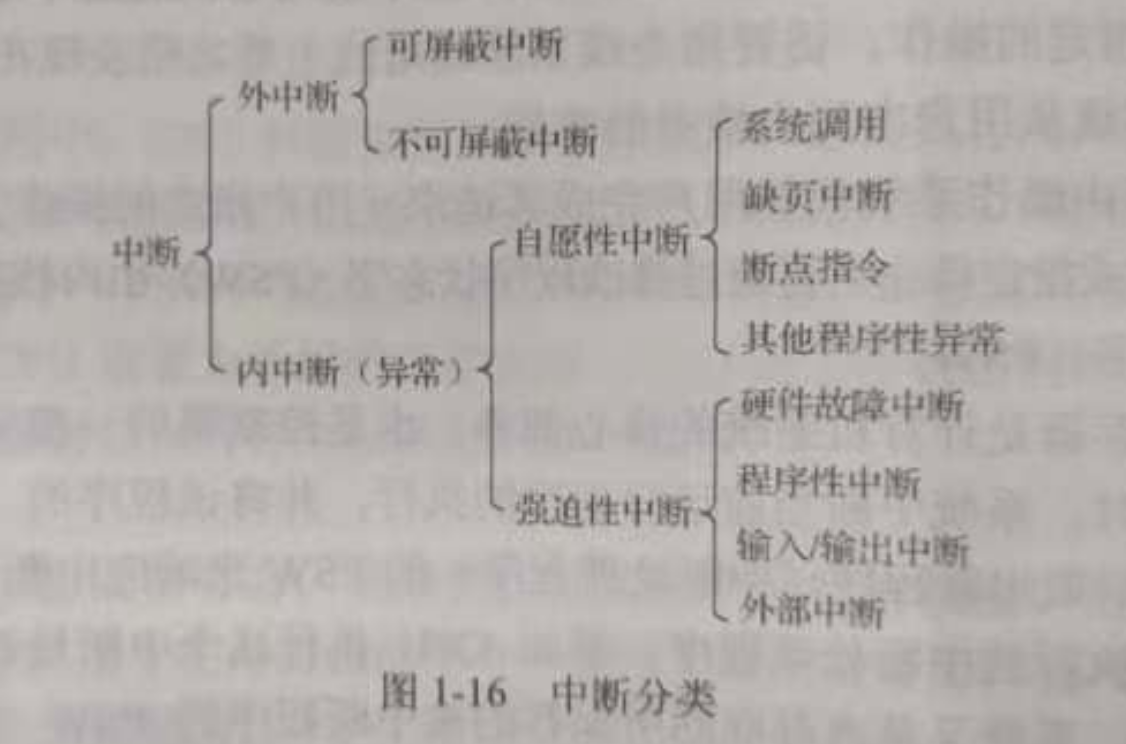 可屏蔽中断
外中断
不可屏蔽中断
系统调用
缺页中断
自愿性中断
中断
断点指令
其他程序性异常
内中断（异常）
硬件故障中断
程序性中断
强迫性中断
输入/输出中断
外部中断
图 1-16 中断分类